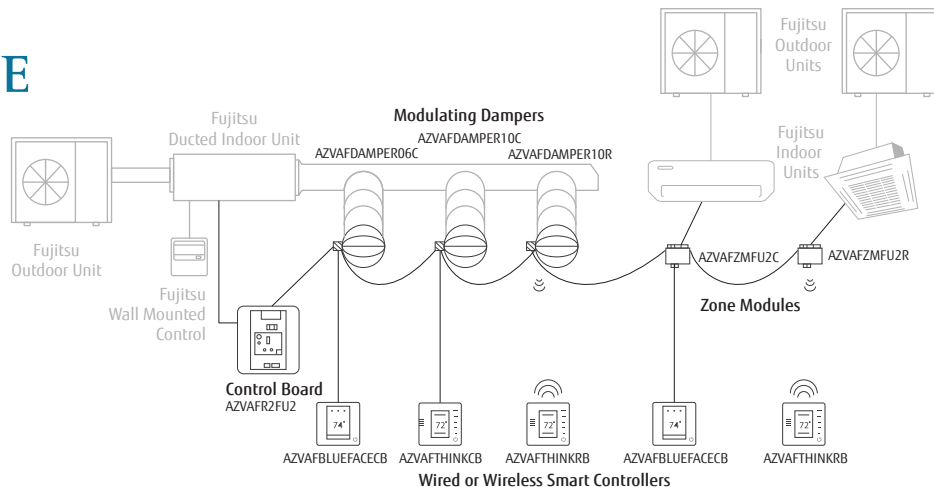 E
Fujitsu
Outdoor
Units
Fujitsu
Ducted Indoor Unit
Modulating Dampers
AZVAFDAMPER06C
AZVAFDAMPER10C
AZVAFDAMPER10R
Fujitsu
Indoor
Units
Fujitsu
Outdoor Unit
Fujitsu
Wall Mounted
Control
AZVAFZMFU2C
AZVAFZMFU2R
Zone Modules
Control Board
AZVAFR2FU2
74°
72°
72°
74°
72°
AZVAFBLUEFACECB
AZVAFTHINKCB
AZVAFTHINKRB
AZVAFBLUEFACECB
AZVAFTHINKRB
Wired or Wireless Smart Controllers